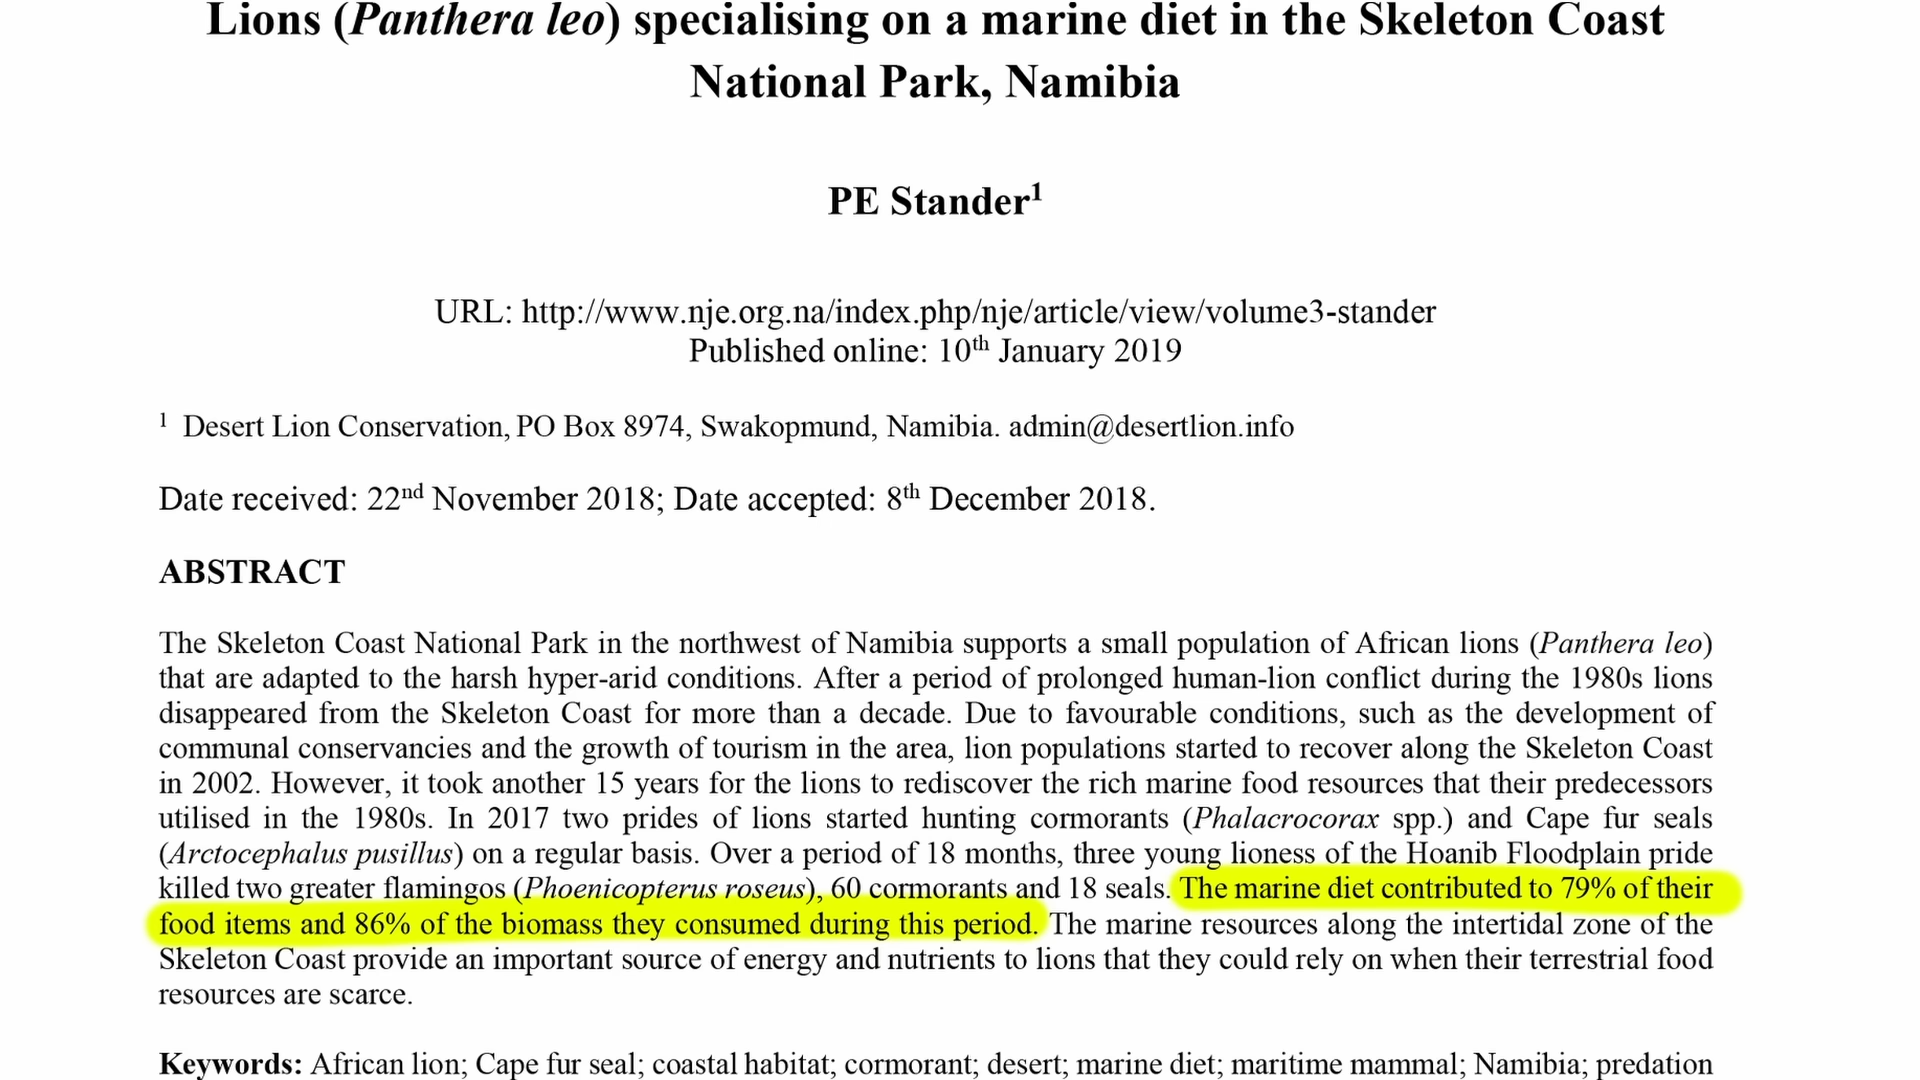 Lions (Panthera leo) specialising on a marine diet in the Skeleton Coast
National Park, Namibia
PE Stander¹
URL: http://www.nje.org.na/index.php/nje/article/view/volume3-stander
Published online: 10th January 2019
¹ Desert Lion Conservation, PO Box 8974, Swakopmund, Namibia. admin@desertlion.info
Date received: 22nd November 2018; Date accepted: 8th December 2018.
ABSTRACT
The Skeleton Coast National Park in the northwest of Namibia supports a small population of African lions (Panthera leo)
that are adapted to the harsh hyper-arid conditions. After a period of prolonged human-lion conflict during the 1980s lions
disappeared from the Skeleton Coast for more than a decade. Due to favourable conditions, such as the development of
communal conservancies and the growth of tourism in the area, lion populations started to recover along the Skeleton Coast
in 2002. However, it took another 15 years for the lions to rediscover the rich marine food resources that their predecessors
utilised in the 1980s. In 2017 two prides of lions started hunting cormorants (Phalacrocorax spp.) and Cape fur seals
(Arctocephalus pusillus) on a regular basis. Over a period of 18 months, three young lioness of the Hoanib Floodplain pride
killed two greater flamingos (Phoenicopterus roseus), 60 cormorants and 18 seals. The marine diet contributed to 79% of their
food items and 86% of the biomass they consumed during this period. The marine resources along the intertidal zone of the
Skeleton Coast provide an important source of energy and nutrients to lions that they could rely on when their terrestrial food
resources are scarce.
Keywords: African lion; Cape fur seal; coastal habitat; cormorant; desert; marine diet; maritime mammal; Namibia; predation